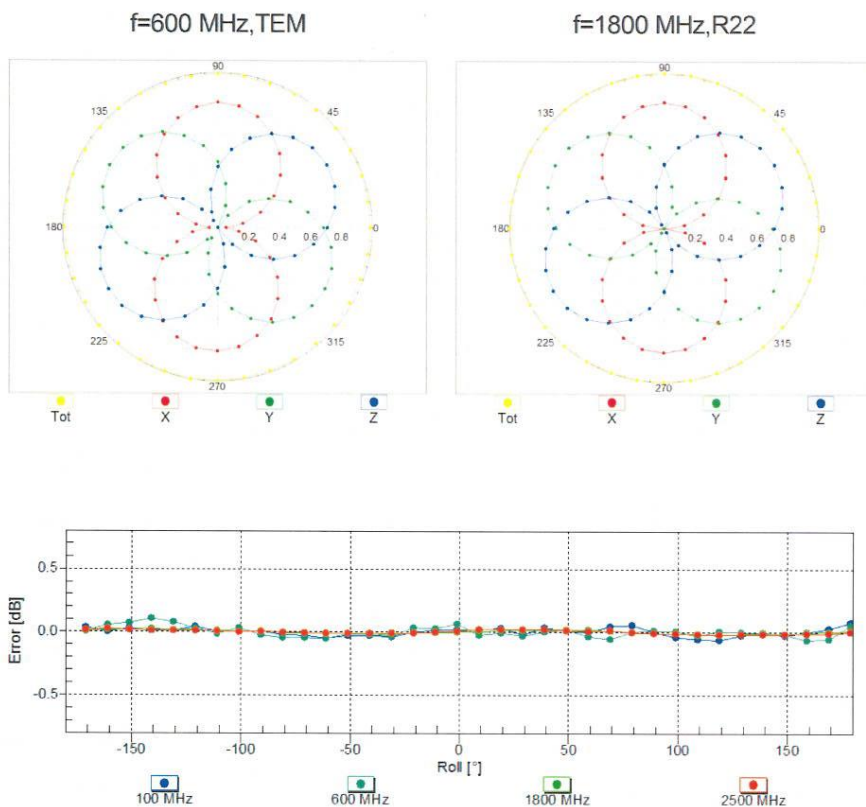 f=600 MHz,TEM
f=1800 MHz,R22
90
135
45
180
0.2 0.4 0.6 0.8
0
225
315
270
90
135
45
180
0.2 0.4 0.6 0.8
0
225
315
270
Tot X Y Z
Tot X Y Z
Error [dB]
0.5
0.0
-0.5
-150 -100 -50 0 50 100 150
Roll [°]
100 MHz 600 MHz 1800 MHz 2500 MHz